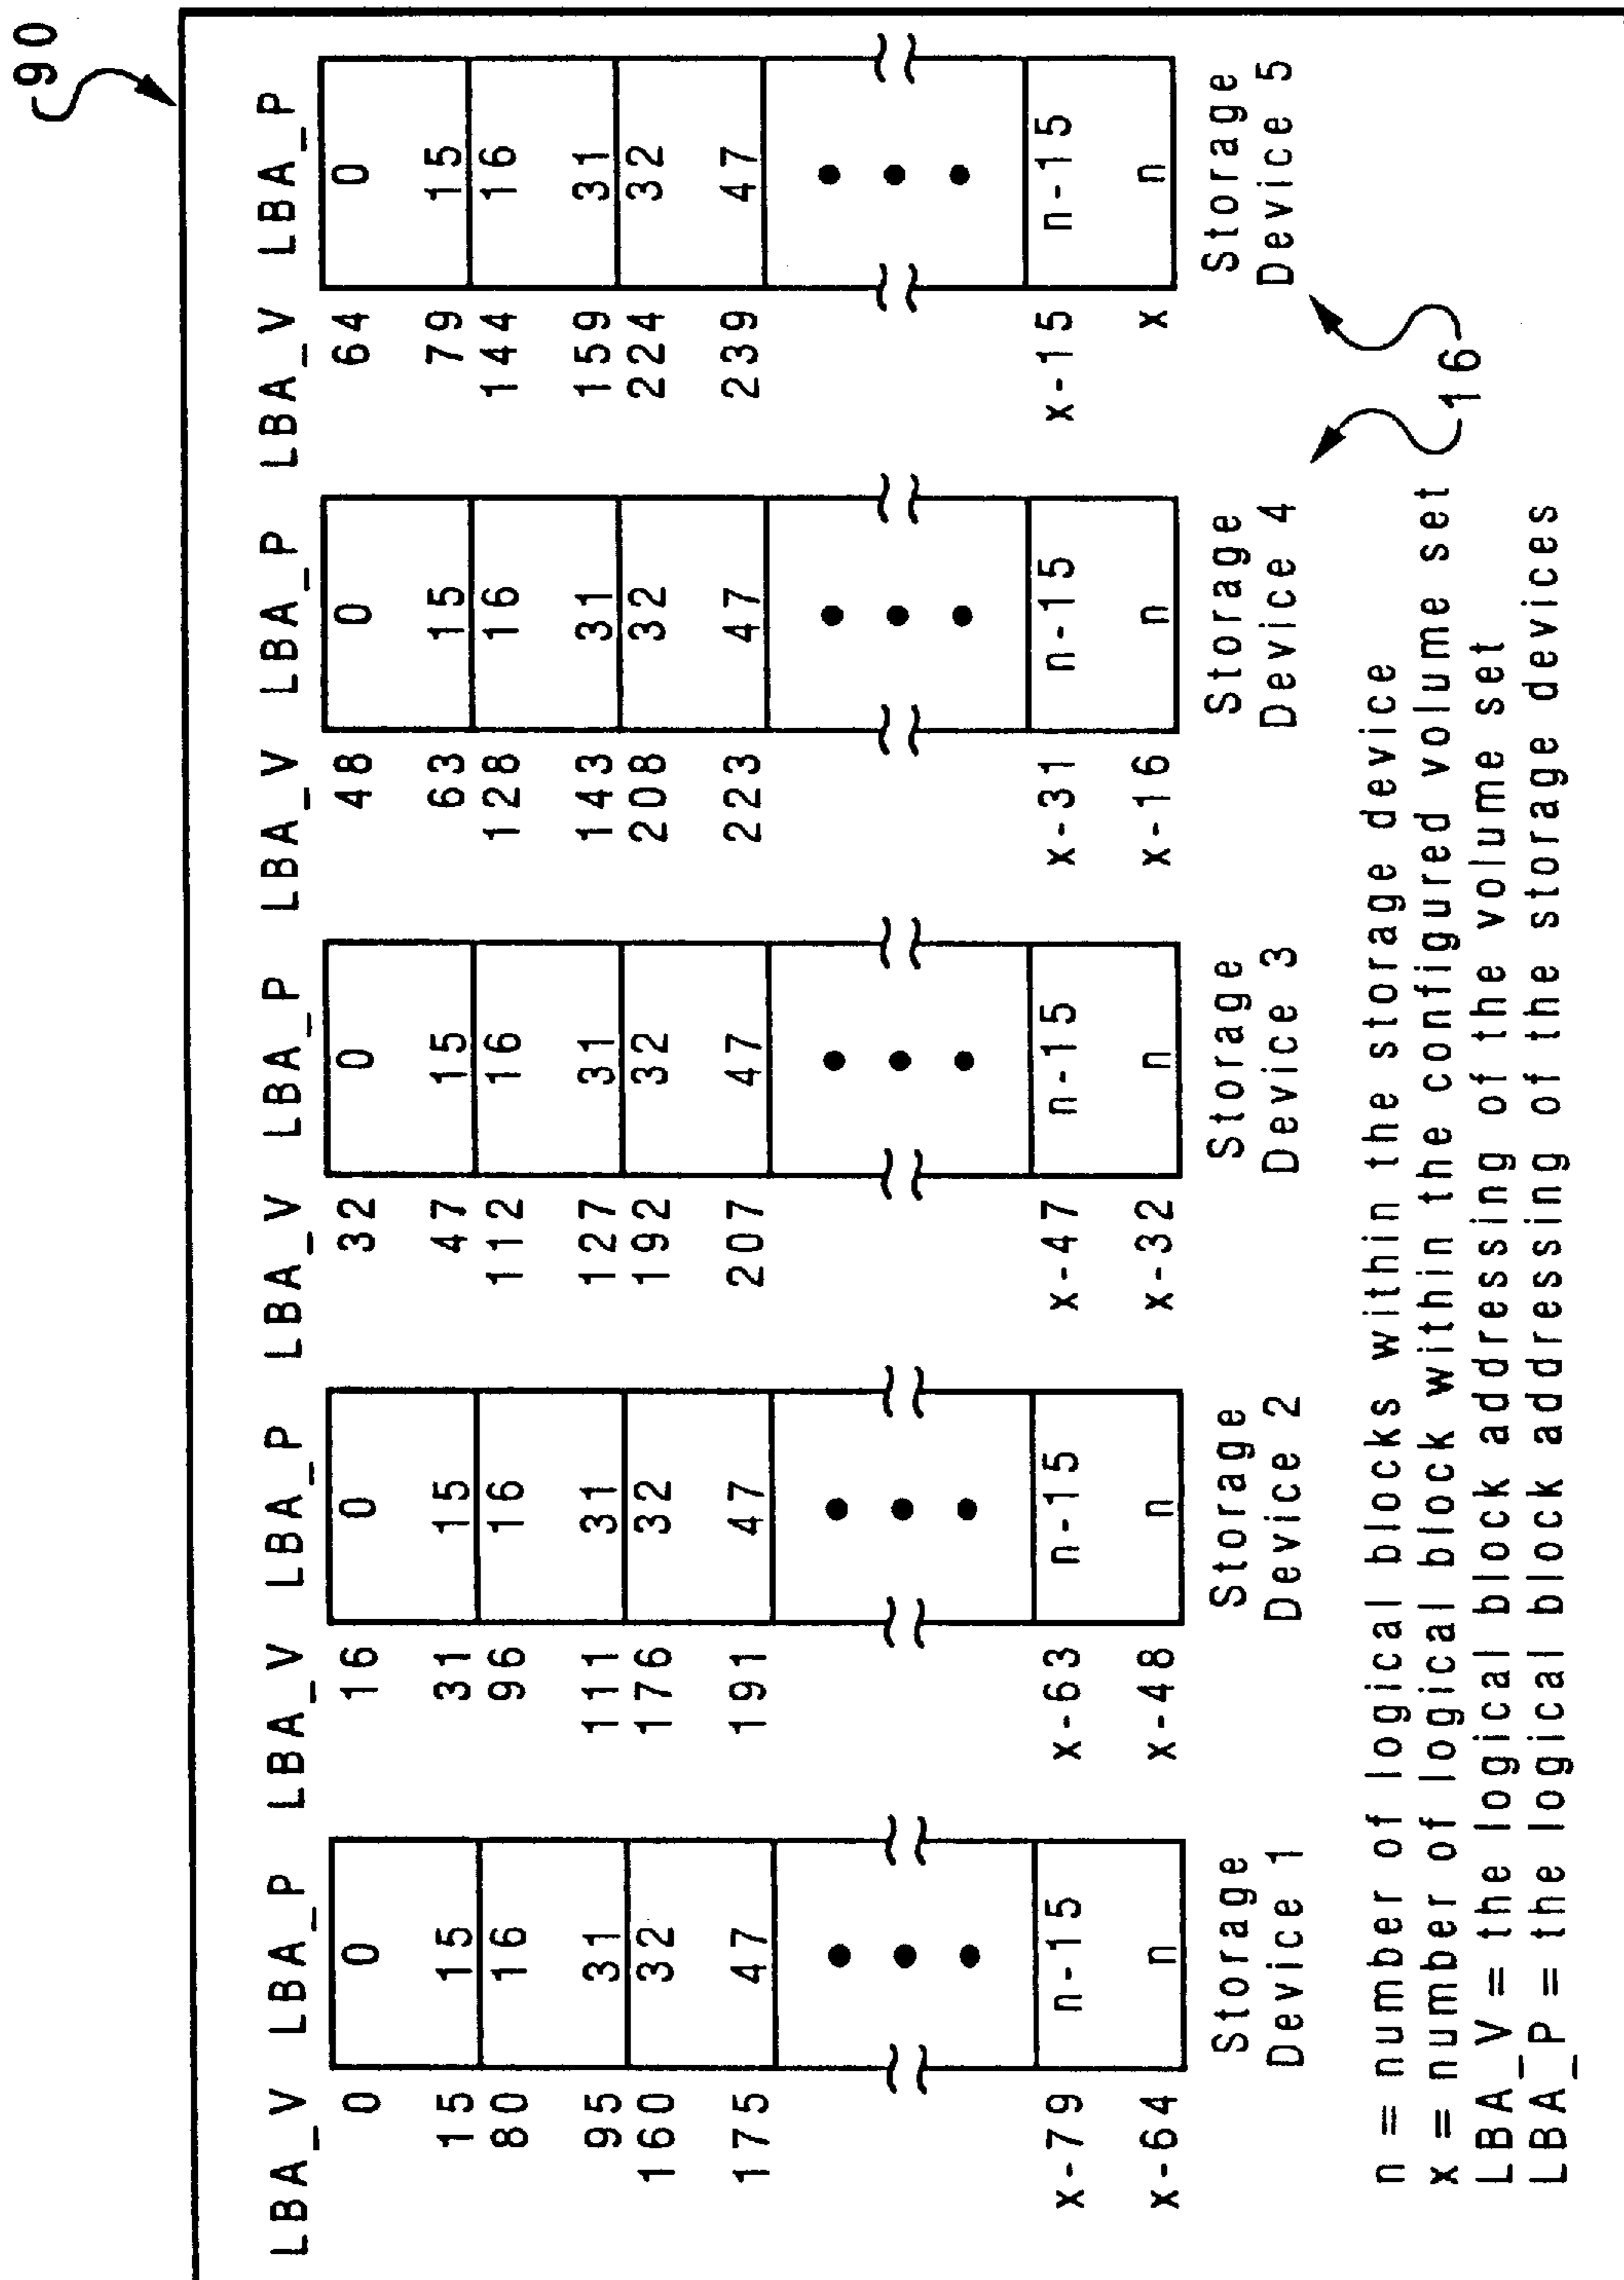 90
LBA_V LBA_P LBA_V LBA_P LBA_V LBA_P LBA_V LBA_P LBA_V LBA_P
0 0 16 0 32 0 48 0 64 0
15 15 31 15 47 15 63 15 79 15
80 16 96 16 112 16 128 16 144 16
95 31 111 31 127 31 143 31 159 31
160 32 176 32 192 32 208 32 224 32
175 47 191 47 207 47 223 47 239 47
x-79 n-15 x-63 n-15 x-47 n-15 x-31 n-15 x-15 n-15
x-64 n x-48 n x-32 n x-16 n x n
Storage Storage Storage Storage Storage
Device 1 Device 2 Device 3 Device 4 Device 5
16
n = number of logical blocks within the storage device
x = number of logical block within the configured volume set
LBA_V = the logical block addressing of the volume set
LBA_P = the logical block addressing of the storage devices